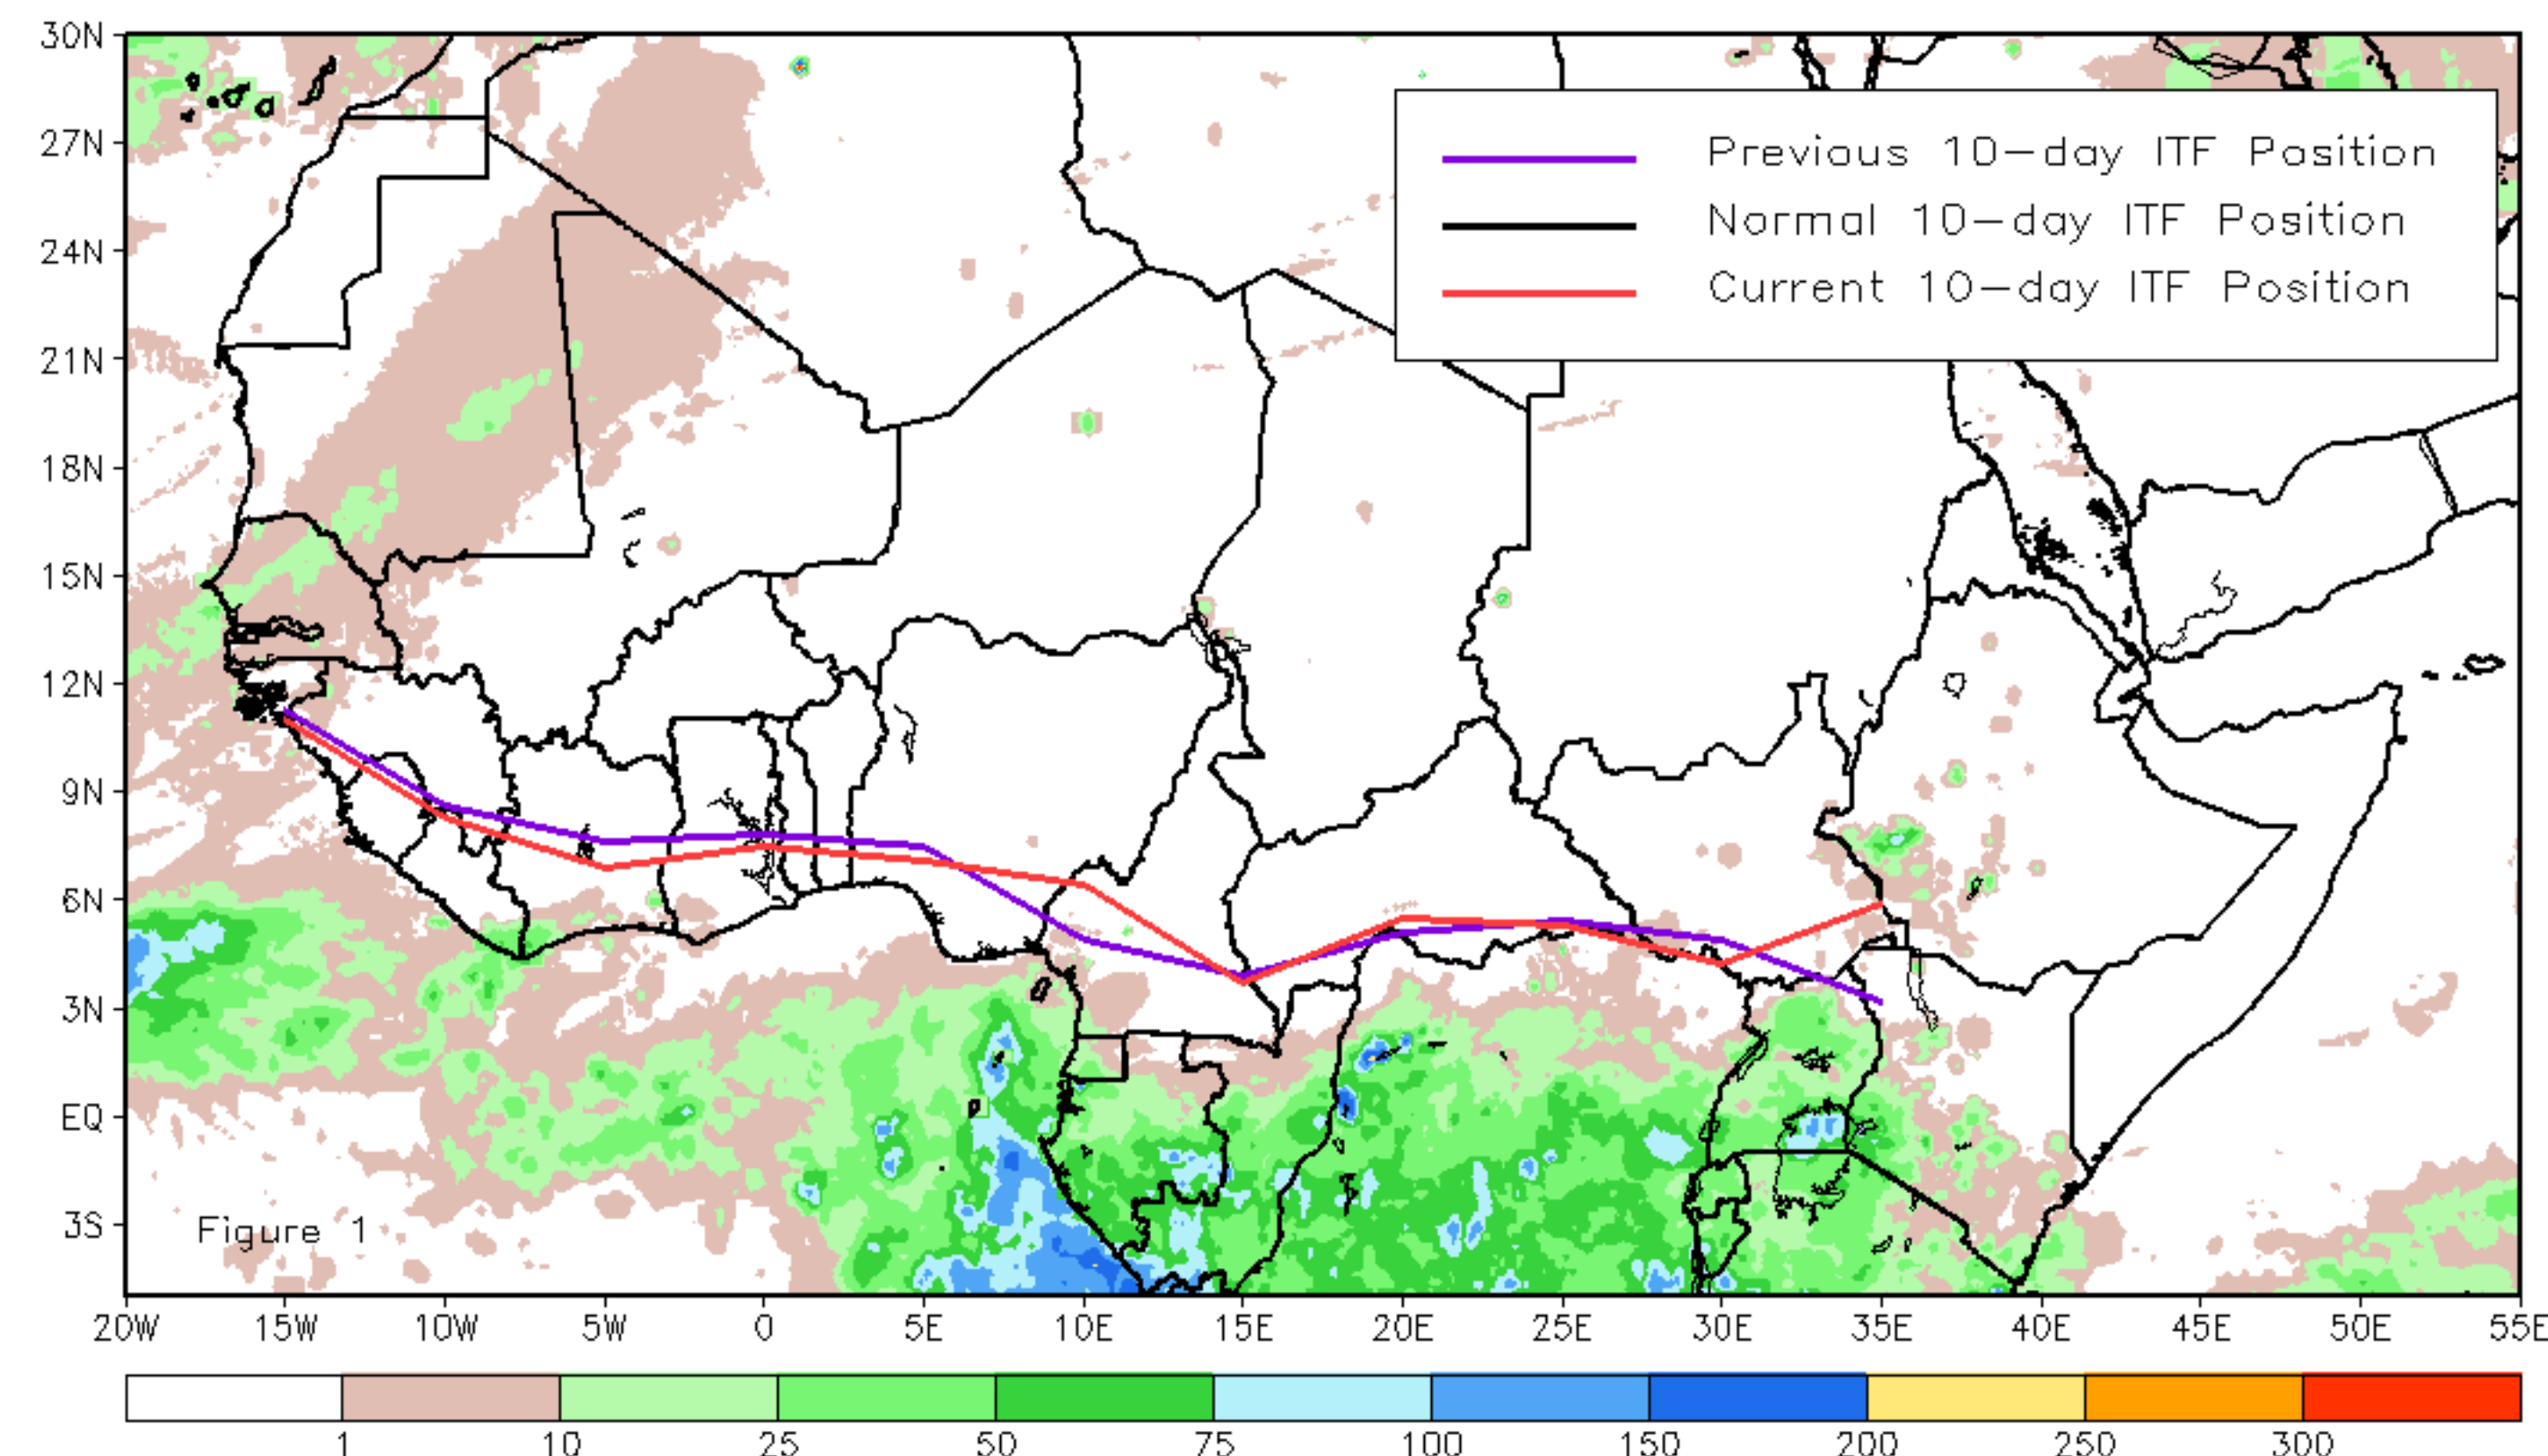 30N
27N
24N
21N
18N
15N
12N
9N
6N
3N
EQ
3S
Previous 10-day ITF Position
Normal 10-day ITF Position
Current 10-day ITF Position
Figure 1
20W 15W 10W 5W 0 5E 10E 15E 20E 25E 30E 35E 40E 45E 50E 55E
1 10 25 50 75 100 150 200 250 300